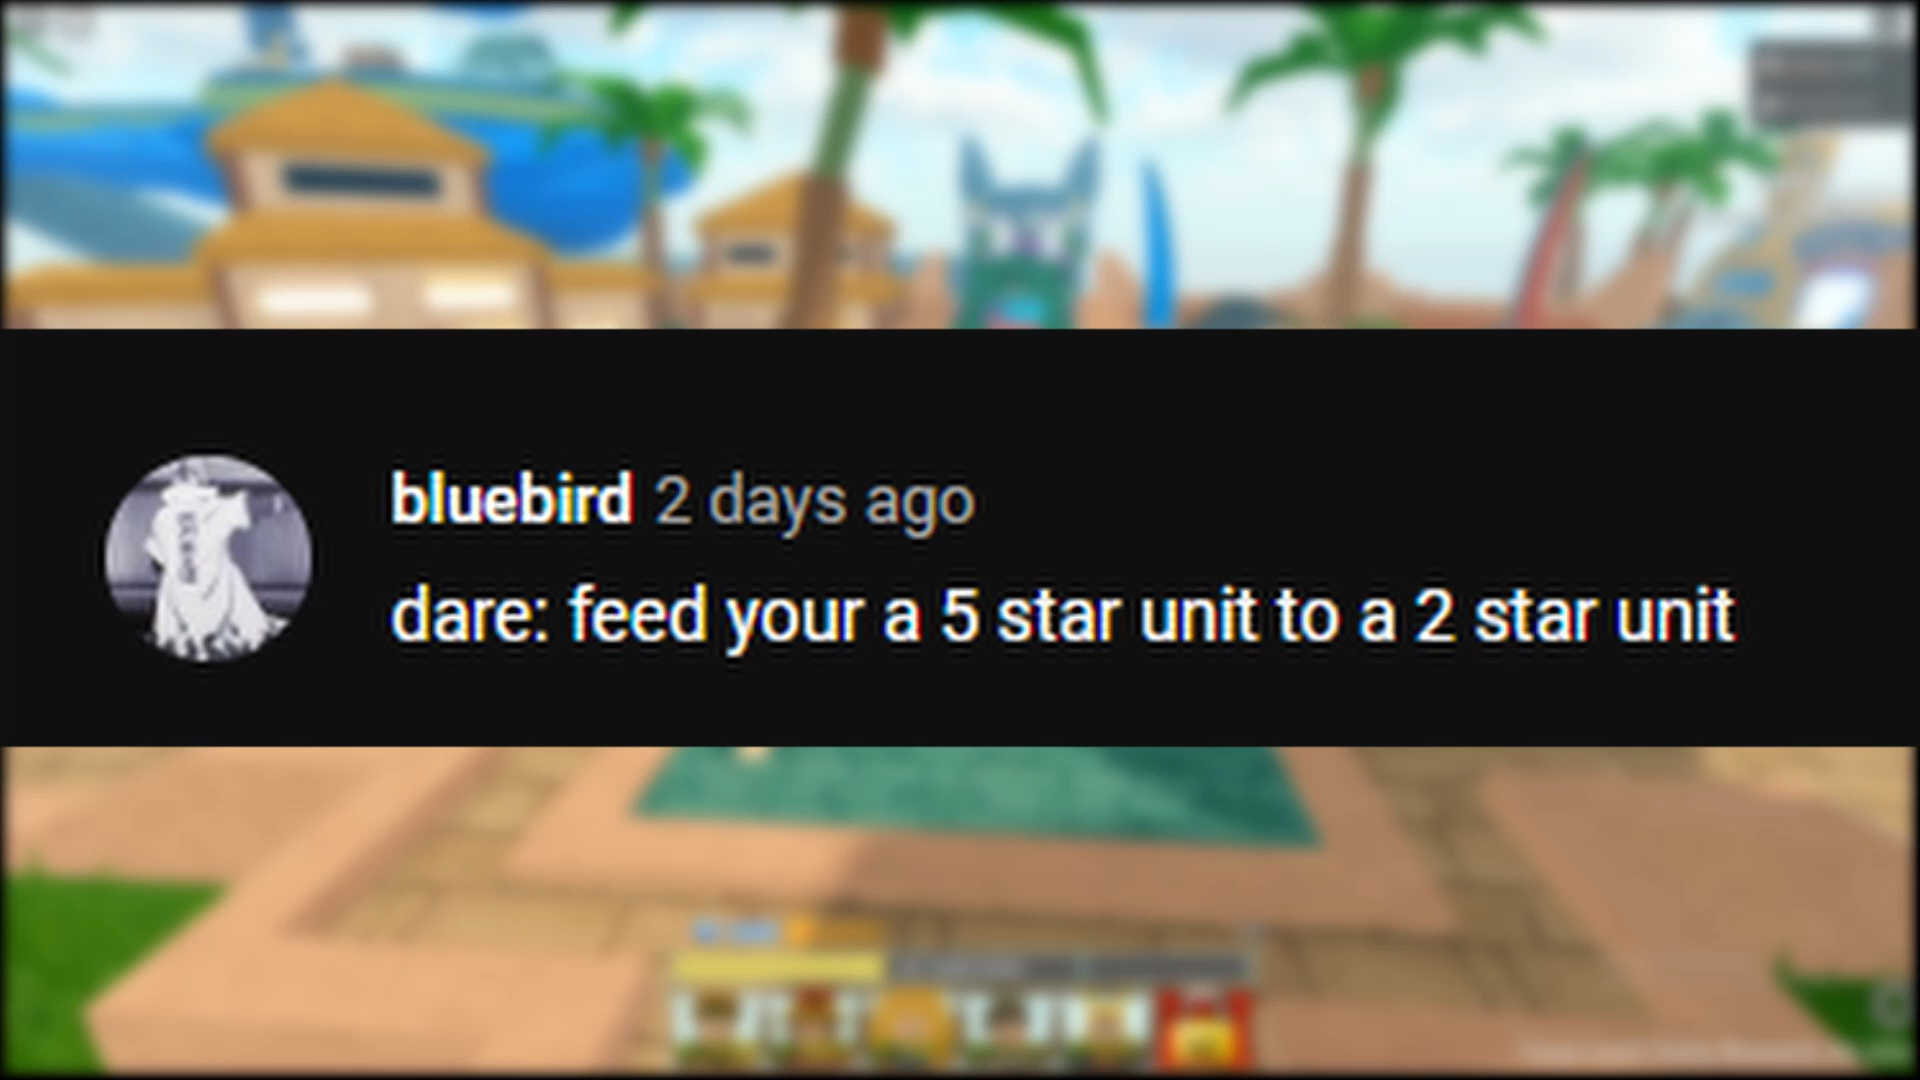 bluebird 2 days ago
dare: feed your a 5 star unit to a 2 star unit